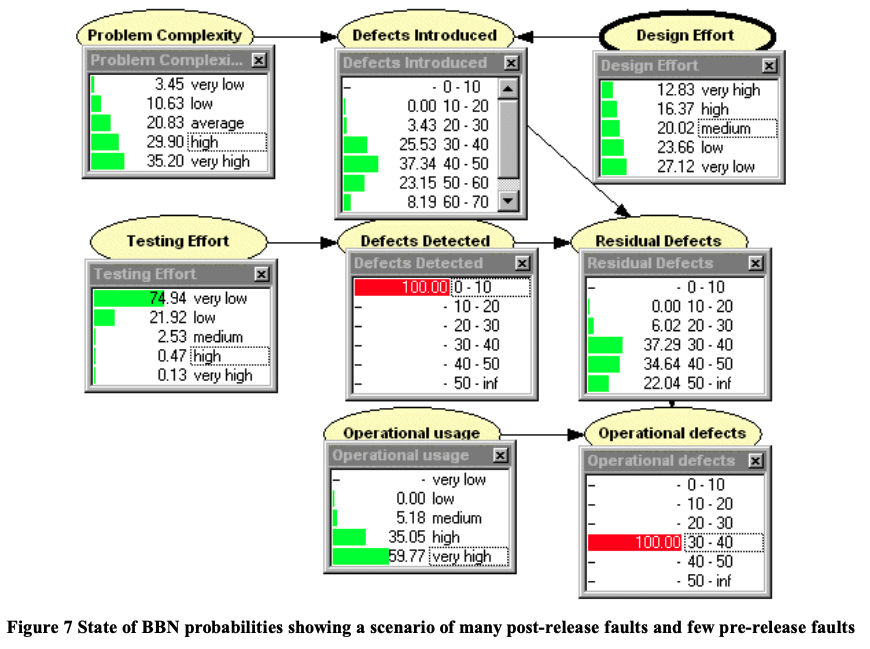 Problem Complexity
Defects Introduced
Design Effort
Problem Complexi...
3.45 very low
10.63 low
20.83 average
29.90 high
35.20 very high
Defects Introduced
- 0 - 10
0.00 10 - 20
3.43 20 - 30
25.53 30 - 40
37.34 40 - 50
23.15 50 - 60
8.19 60 - 70
Design Effort
12.83 very high
16.37 high
20.02 medium
23.66 low
27.12 very low
Testing Effort
Defects Detected
Residual Defects
Testing Effort
74.94 very low
21.92 low
2.53 medium
0.47 high
0.13 very high
Defects Detected
100.00 0 - 10
- 10 - 20
- 20 - 30
- 30 - 40
- 40 - 50
- 50 - inf
Residual Defects
- 0 - 10
0.00 10 - 20
6.02 20 - 30
37.29 30 - 40
34.64 40 - 50
22.04 50 - inf
Operational usage
Operational defects
Operational usage
- very low
0.00 low
5.18 medium
35.05 high
59.77 very high
Operational defects
- 0 - 10
- 10 - 20
- 20 - 30
100.00 30 - 40
- 40 - 50
- 50 - inf
Figure 7 State of BBN probabilities showing a scenario of many post-release faults and few pre-release faults